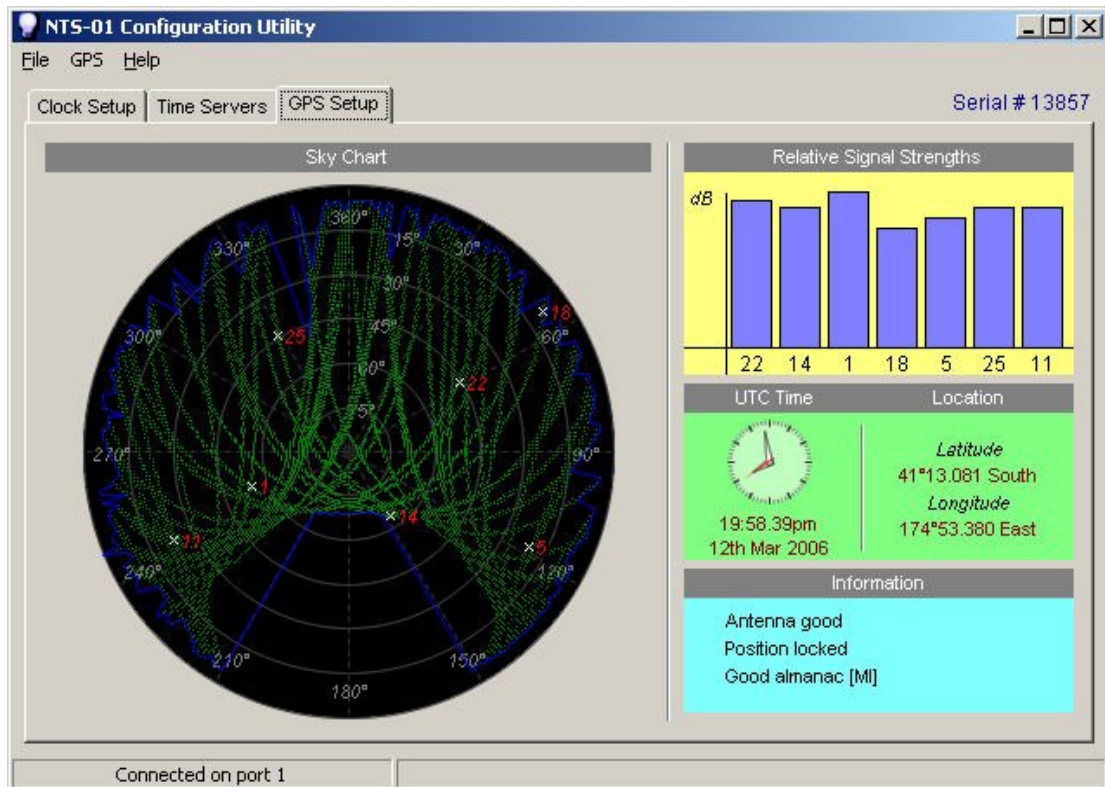 NTS-01 Configuration Utility
File GPS Help
Clock Setup Time Servers GPS Setup
Serial # 13857
Sky Chart
360°
15°
30°
330°
30°
18
60°
300°
25
45°
60°
22
75°
270°
90°
1
14
11
5
240°
120°
210°
150°
180°
Relative Signal Strengths
dB
22 14 1 18 5 25 11
UTC Time
19:58.39pm
12th Mar 2006
Location
Latitude
41°13.081 South
Longitude
174°53.380 East
Information
Antenna good
Position locked
Good almanac [MI]
Connected on port 1